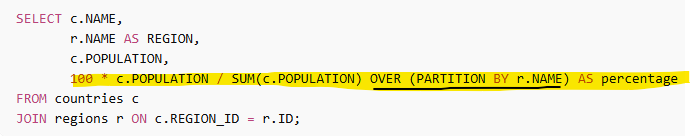 SELECT c.NAME,
r.NAME AS REGION,
c.POPULATION,
100 * c.POPULATION / SUM(c.POPULATION) OVER (PARTITION BY r.NAME) AS percentage
FROM countries c
JOIN regions r ON c.REGION_ID = r.ID;